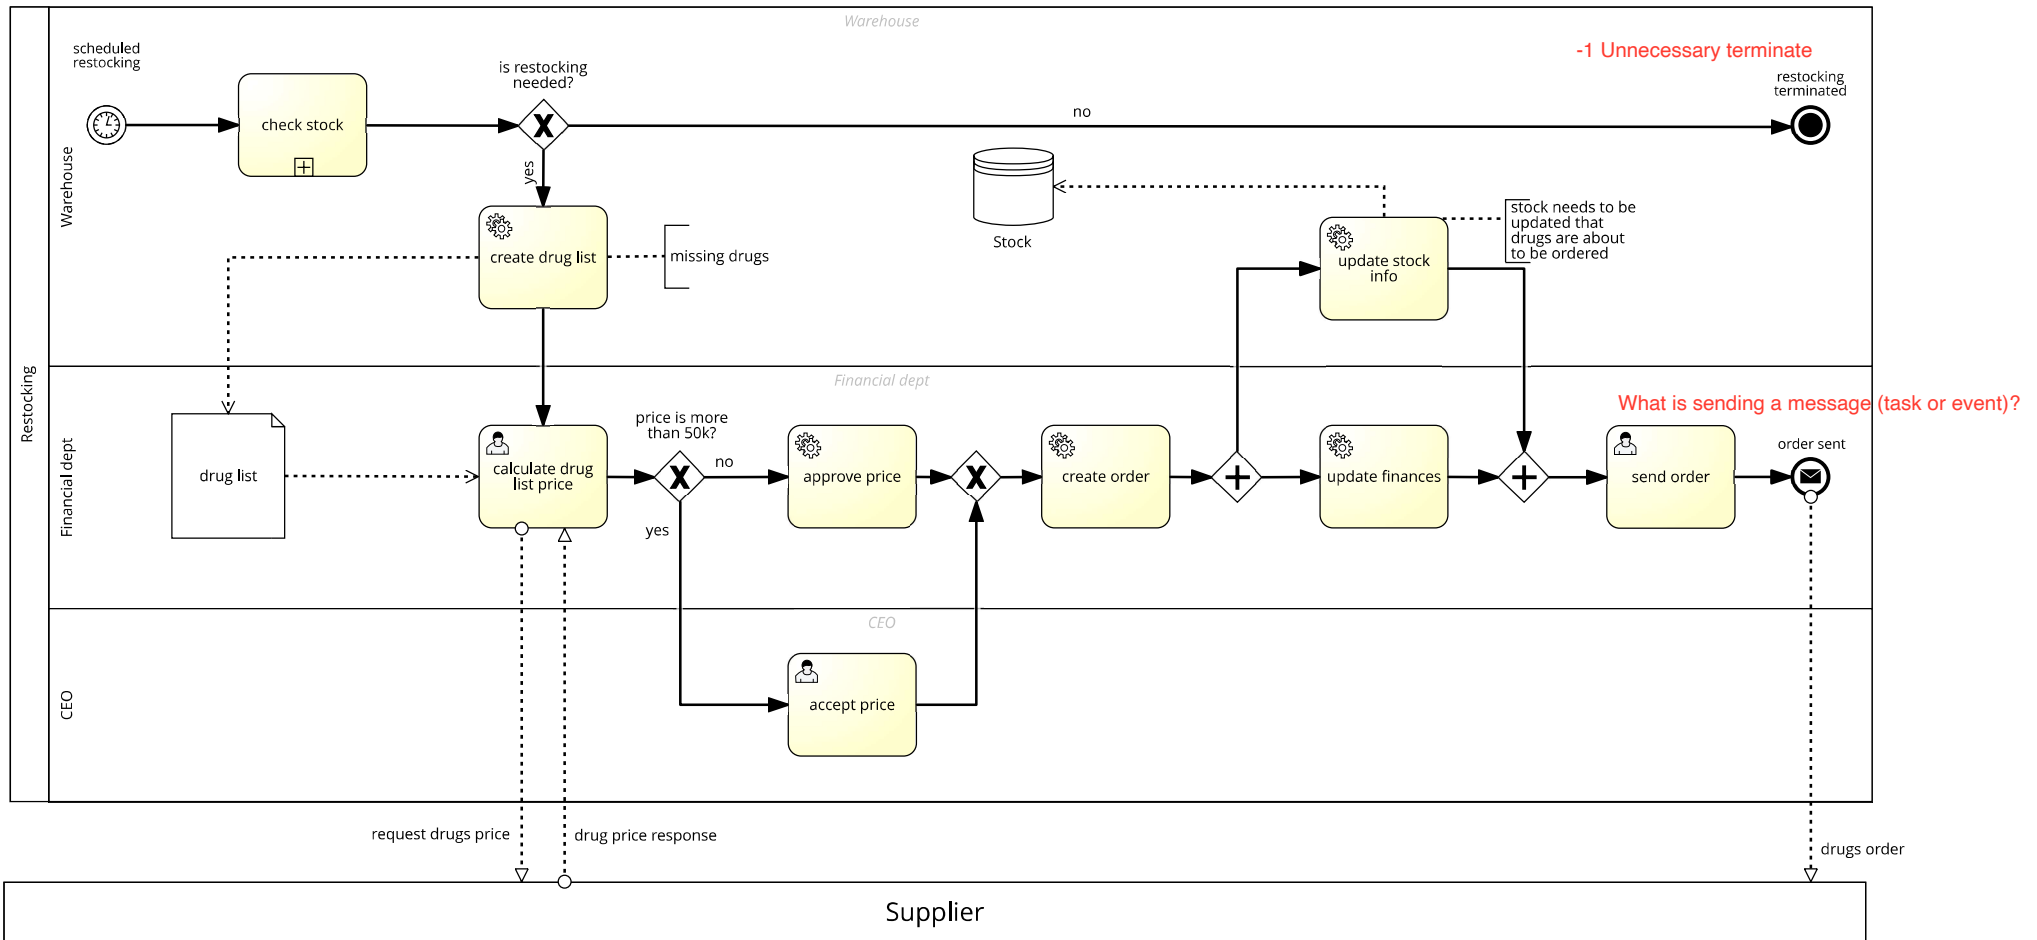 Warehouse
-1 Unnecessary terminate
scheduled
restocking
is restocking
needed?
restocking
terminated
check stock
no
yes
Warehouse
create drug list
missing drugs
Stock
update stock
info
stock needs to be
updated that
drugs are about
to be ordered
Restocking
Financial dept
What is sending a message (task or event)?
Financial dept
drug list
calculate drug
list price
price is more
than 50k?
no
yes
approve price
create order
update finances
send order
order sent
CEO
CEO
accept price
request drugs price
drug price response
drugs order
Supplier